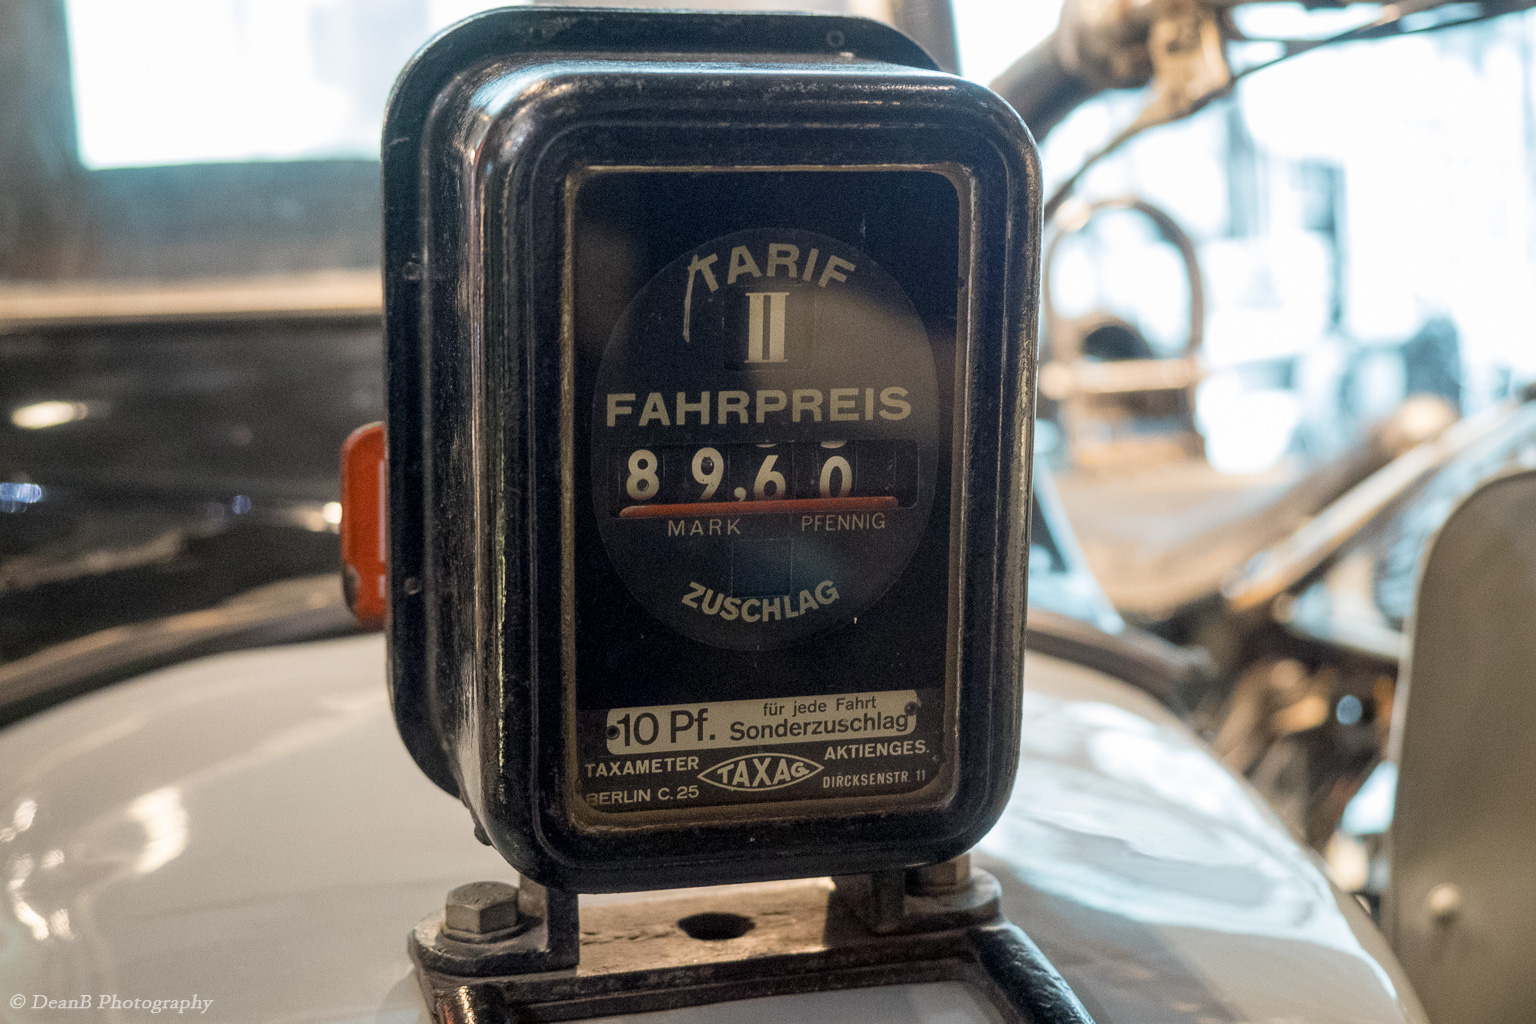 TARIF
II
FAHRPREIS
89,60
MARK PFENNIG
ZUSCHLAG
10 Pf. für jede Fahrt Sonderzuschlag
TAXAMETER TAXAG AKTIENGES.
BERLIN C.25 DIRCKSENSTR. 11
© DeanB Photography